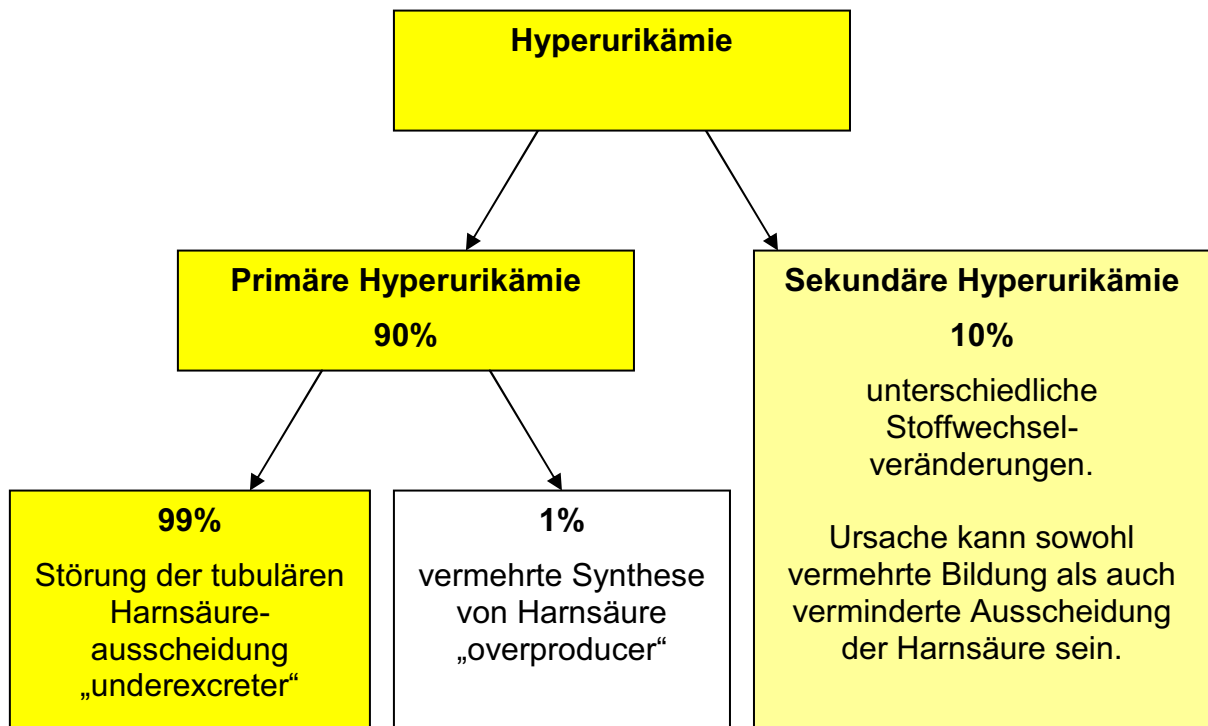 Hyperurikämie
Primäre Hyperurikämie
90%
Sekundäre Hyperurikämie
10%
unterschiedliche
Stoffwechsel-
veränderungen.
Ursache kann sowohl
vermehrte Bildung als auch
verminderte Ausscheidung
der Harnsäure sein.
99%
Störung der tubulären
Harnsäure-
ausscheidung
„underexcreter“
1%
vermehrte Synthese
von Harnsäure
„overproducer“